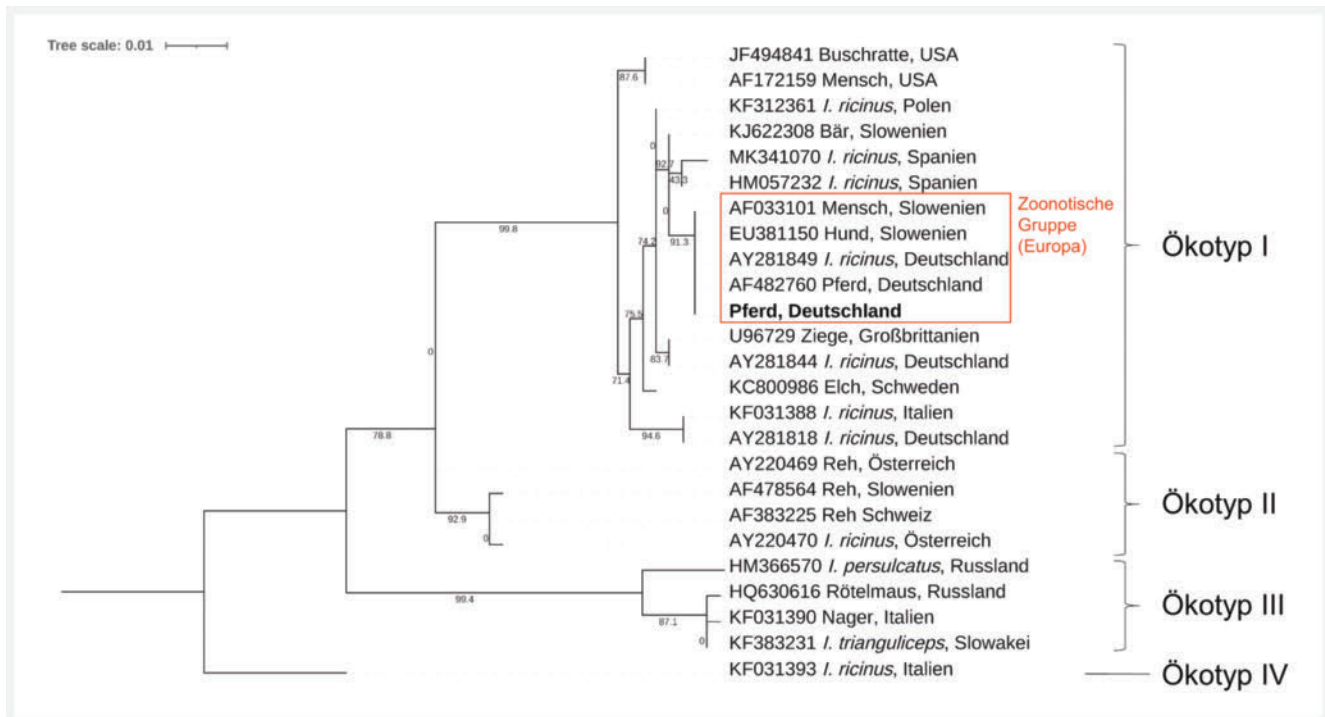 Tree scale: 0.01
JF494841 Buschratte, USA
87.6
AF172159 Mensch, USA
KF312361 I. ricinus, Polen
KJ622308 Bär, Slowenien
0
MK341070 I. ricinus, Spanien
92.7
43.3
HM057232 I. ricinus, Spanien
AF033101 Mensch, Slowenien
Zoonotische
Gruppe
(Europa)
0
99.8
EU381150 Hund, Slowenien
74.2
91.3
Ökotyp I
AY281849 I. ricinus, Deutschland
AF482760 Pferd, Deutschland
Pferd, Deutschland
75.5
U96729 Ziege, Großbrittanien
0
83.7
AY281844 I. ricinus, Deutschland
71.4
KC800986 Elch, Schweden
KF031388 I. ricinus, Italien
78.8
94.6
AY281818 I. ricinus, Deutschland
AY220469 Reh, Österreich
AF478564 Reh, Slowenien
Ökotyp II
92.9
AF383225 Reh Schweiz
0
AY220470 I. ricinus, Österreich
HM366570 I. persulcatus, Russland
99.4
HQ630616 Rötelmaus, Russland
Ökotyp III
87.1
KF031390 Nager, Italien
0
KF383231 I. trianguliceps, Slowakei
KF031393 I. ricinus, Italien
Ökotyp IV